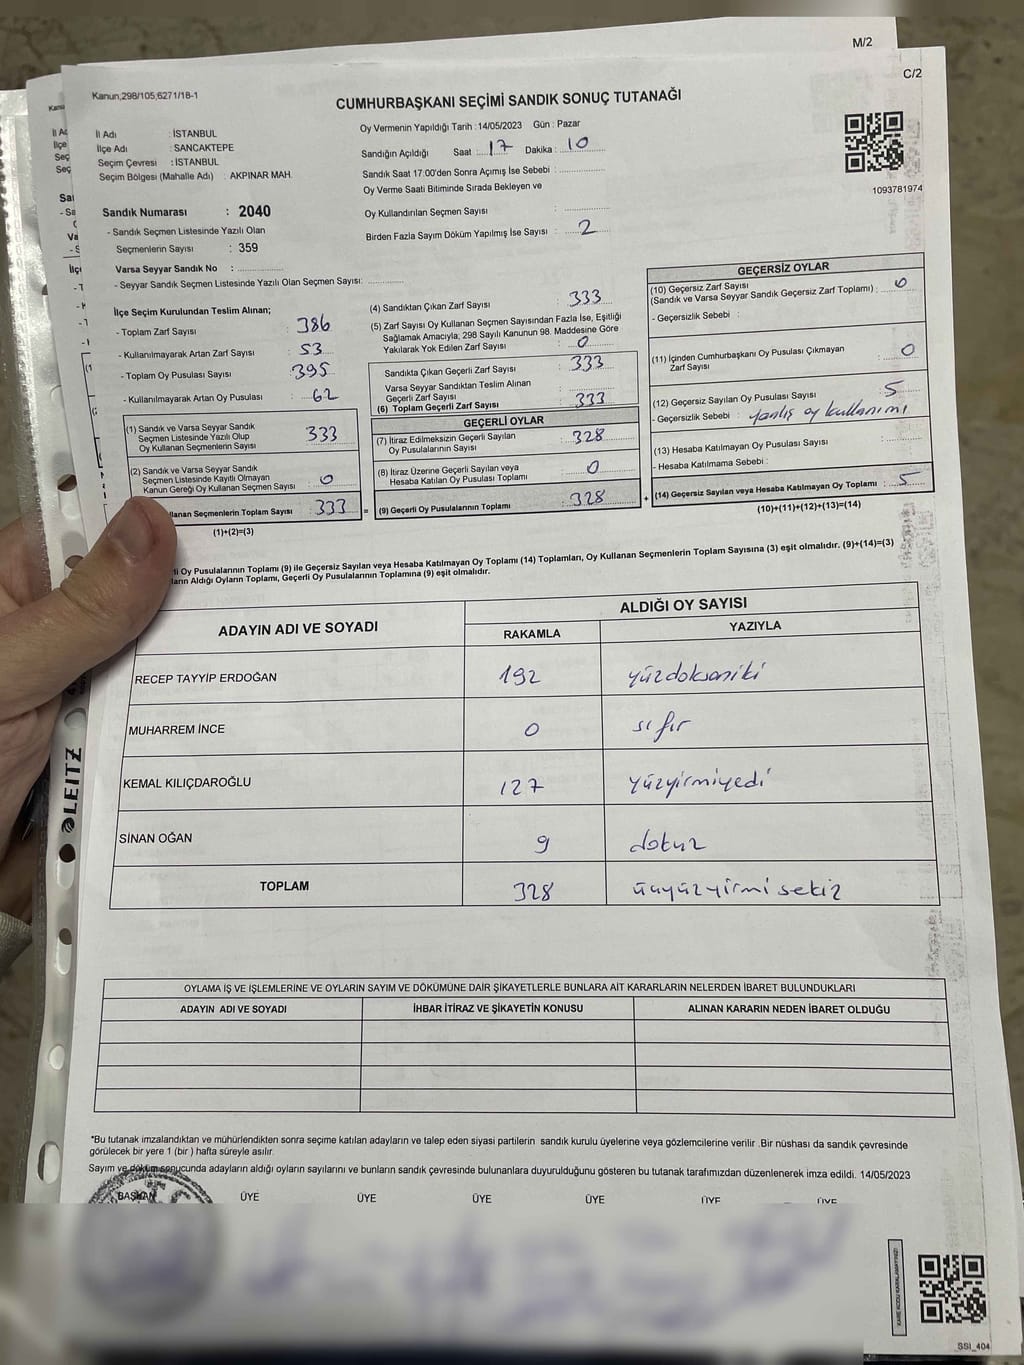 M/2
C/2
Kanun,298/105,6271/18-1
CUMHURBAŞKANI SEÇİMİ SANDIK SONUÇ TUTANAĞI
İl Adı : İSTANBUL
İlçe Adı : SANCAKTEPE
Seçim Çevresi : İSTANBUL
Seçim Bölgesi (Mahalle Adı) : AKPINAR MAH.
Oy Vermenin Yapıldığı Tarih : 14/05/2023 Gün : Pazar
Sandığın Açıldığı Saat : 17 Dakika : 10
Sandık Saat 17:00'den Sonra Açımış İse Sebebi :
Oy Verme Saati Bitiminde Sırada Bekleyen ve
Oy Kullandırılan Seçmen Sayısı :
Birden Fazla Sayım Döküm Yapılmış İse Sayısı : 2
1093781974
Sandık Numarası : 2040
- Sandık Seçmen Listesinde Yazılı Olan
Seçmenlerin Sayısı : 359
Varsa Seyyar Sandık No :
- Seyyar Sandık Seçmen Listesinde Yazılı Olan Seçmen Sayısı:
İlçe Seçim Kurulundan Teslim Alınan;
- Toplam Zarf Sayısı : 386
- Kullanılmayarak Artan Zarf Sayısı : 53
- Toplam Oy Pusulası Sayısı : 395
- Kullanılmayarak Artan Oy Pusulası : 62
(1) Sandık ve Varsa Seyyar Sandık
Seçmen Listesinde Yazılı Olup
Oy Kullanan Seçmenlerin Sayısı : 333
(2) Sandık ve Varsa Seyyar Sandık
Seçmen Listesinde Kayıtlı Olmayan
Kanun Gereği Oy Kullanan Seçmen Sayısı : 0
llanan Seçmenlerin Toplam Sayısı : 333
(1)+(2)=(3)
(4) Sandıktan Çıkan Zarf Sayısı : 333
(5) Zarf Sayısı Oy Kullanan Seçmen Sayısından Fazla İse, Eşitliği
Sağlamak Amacıyla; 298 Sayılı Kanunun 98. Maddesine Göre
Yakılarak Yok Edilen Zarf Sayısı : 0
Sandıkta Çıkan Geçerli Zarf Sayısı : 333
Varsa Seyyar Sandıktan Teslim Alınan
Geçerli Zarf Sayısı :
(6) Toplam Geçerli Zarf Sayısı : 333
GEÇERLİ OYLAR
(7) İtiraz Edilmeksizin Geçerli Sayılan
Oy Pusulasının Sayısı : 328
(8) İtiraz Üzerine Geçerli Sayılan veya
Hesaba Katılan Oy Pusulası Toplamı : 0
(9) Geçerli Oy Pusulalarının Toplamı : 328
GEÇERSİZ OYLAR
(10) Geçersiz Zarf Sayısı
(Sandık ve Varsa Seyyar Sandık Geçersiz Zarf Toplamı) : 0
- Geçersizlik Sebebi :
(11) İçinden Cumhurbaşkanı Oy Pusulası Çıkmayan
Zarf Sayısı : 0
(12) Geçersiz Sayılan Oy Pusulası Sayısı : 5
- Geçersizlik Sebebi : yanlış oy kullanımı
(13) Hesaba Katılmayan Oy Pusulası Sayısı :
- Hesaba Katılmama Sebebi :
(14) Geçersiz Sayılan veya Hesaba Katılmayan Oy Toplamı : 5
(10)+(11)+(12)+(13)=(14)
li Oy Pusulalarının Toplamı (9) ile Geçersiz Sayılan veya Hesaba Katılmayan Oy Toplamı (14) Toplamları, Oy Kullanan Seçmenlerin Toplam Sayısına (3) eşit olmalıdır. (9)+(14)=(3)
ların Aldığı Oyların Toplamı, Geçerli Oy Pusulalarının Toplamına (9) eşit olmalıdır.
ADAYIN ADI VE SOYADI
ALDIĞI OY SAYISI
RAKAMLA YAZIYLA
RECEP TAYYİP ERDOĞAN 192 yüzdoksaniki
MUHARREM İNCE 0 sıfır
KEMAL KILIÇDAROĞLU 127 yüzyirmiyedi
SİNAN OĞAN 9 dokuz
TOPLAM 328 üçyüzyirmisekiz
OYLAMA İŞ VE İŞLEMLERİNE VE OYLARIN SAYIM VE DÖKÜMÜNE DAİR ŞİKAYETLERLE BUNLARA AİT KARARLARIN NELERDEN İBARET BULUNDUKLARI
ADAYIN ADI VE SOYADI İHBAR İTİRAZ VE ŞİKAYETİN KONUSU ALINAN KARARIN NEDEN İBARET OLDUĞU
*Bu tutanak imzalandıktan ve mühürlendikten sonra seçime katılan adayların ve talep eden siyasi partilerin sandık kurulu üyelerine veya gözlemcilerine verilir .Bir nüshası da sandık çevresinde
görülecek bir yere 1 (bir ) hafta süreyle asılır.
Sayım ve döküm sonucunda adayların aldığı oyların sayılarını ve bunların sandık çevresinde bulunanlara duyurulduğunu gösteren bu tutanak tarafımızdan düzenlenerek imza edildi. 14/05/2023
BAŞKAN ÜYE ÜYE ÜYE ÜYE ÜYE ÜYE
LEITZ
SSI_404